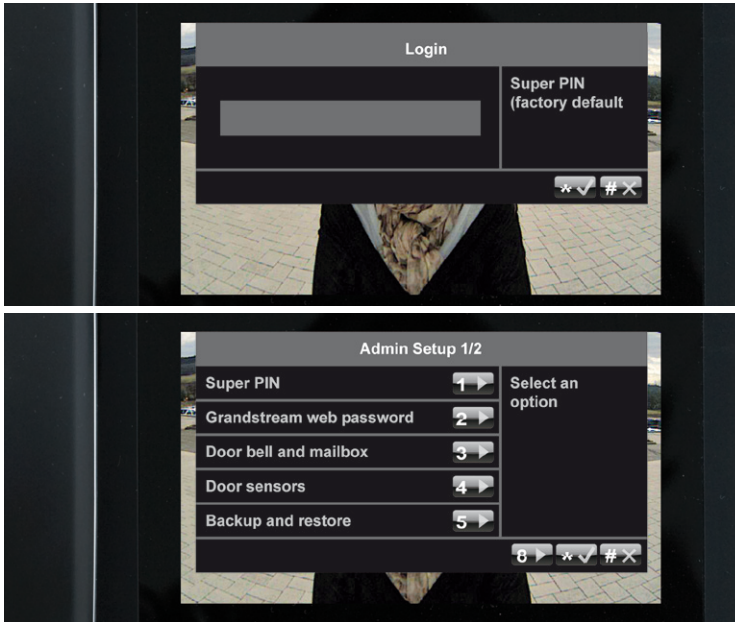 Login
Super PIN
(factory default
* ✓ # ✕
Admin Setup 1/2
Super PIN 1 ▶
Select an
option
Grandstream web password 2 ▶
Door bell and mailbox 3 ▶
Door sensors 4 ▶
Backup and restore 5 ▶
8 ▶ * ✓ # ✕